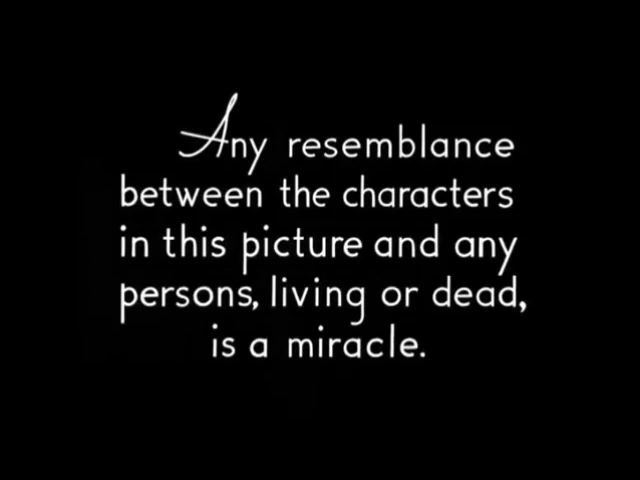 Any resemblance
between the characters
in this picture and any
persons, living or dead,
is a miracle.